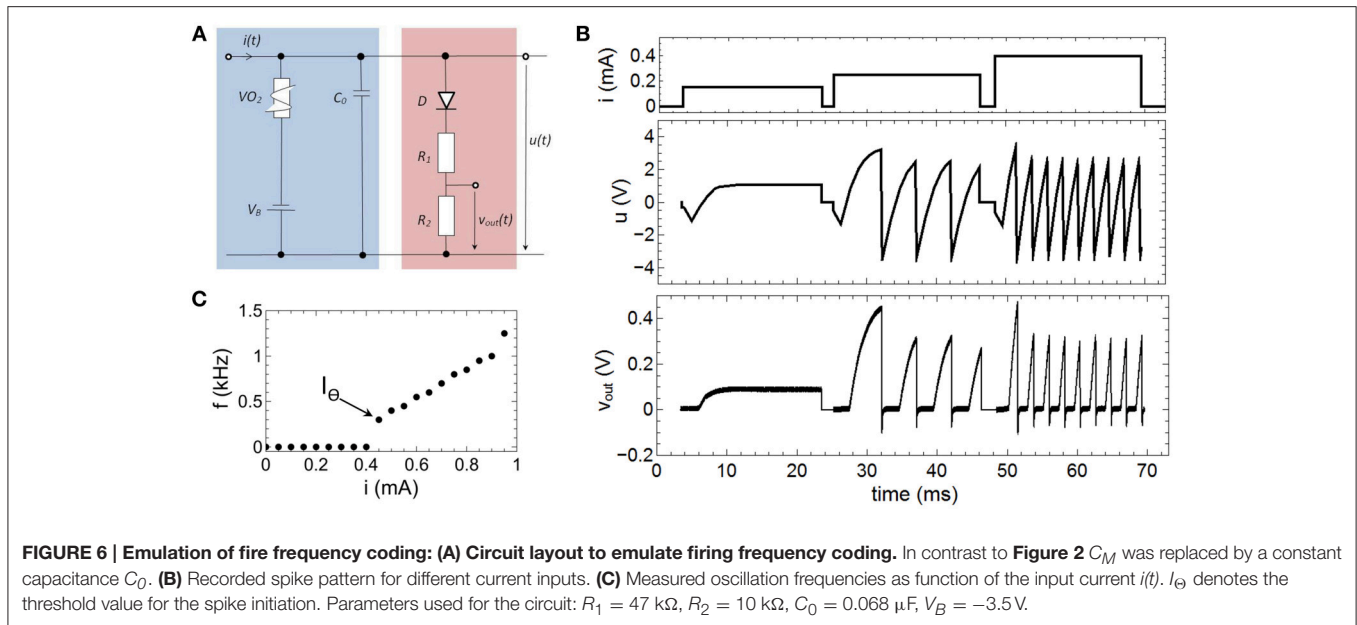 A
i(t)
VO2
C0
D
R1
R2
VB
vout(t)
u(t)
B
i (mA)
0.4
0.2
0
u (V)
4
2
0
-2
-4
vout (V)
0.4
0.2
0
-0.2
0 10 20 30 40 50 60 70
time (ms)
C
f (kHz)
1.5
1
0.5
0
IΘ
0 0.2 0.4 0.6 0.8 1
i (mA)
FIGURE 6 | Emulation of fire frequency coding: (A) Circuit layout to emulate firing frequency coding. In contrast to Figure 2 CM was replaced by a constant
capacitance C0. (B) Recorded spike pattern for different current inputs. (C) Measured oscillation frequencies as function of the input current i(t). IΘ denotes the
threshold value for the spike initiation. Parameters used for the circuit: R1 = 47 kΩ, R2 = 10 kΩ, C0 = 0.068 μF, VB = −3.5 V.